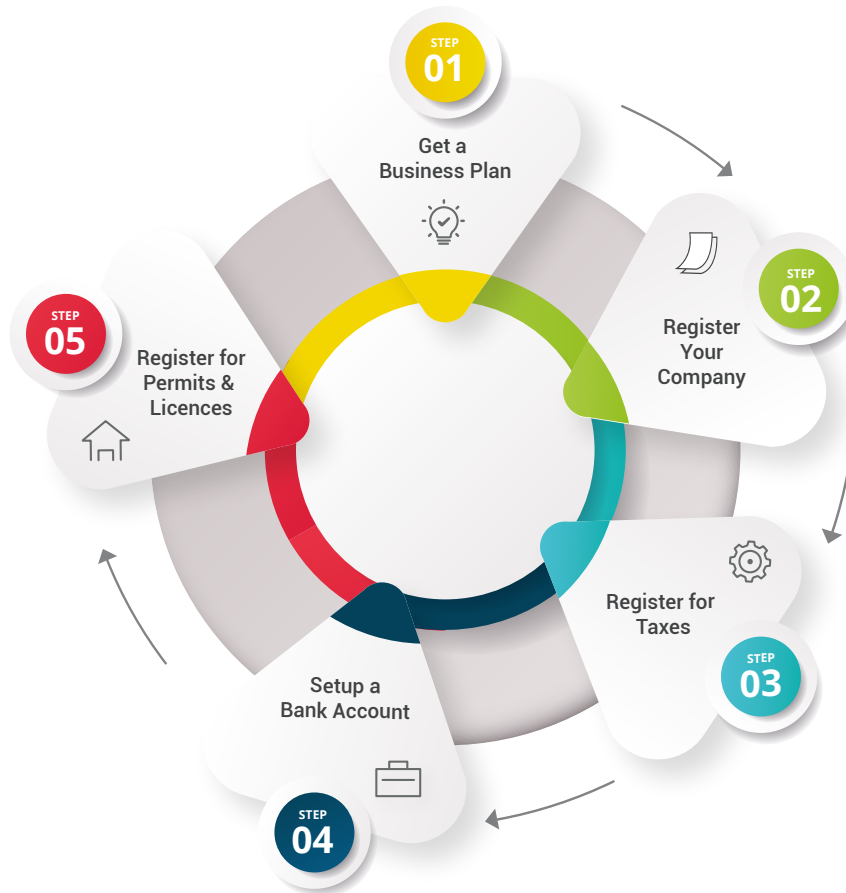 STEP
01
Get a
Business Plan
STEP
02
Register
Your
Company
STEP
03
Register for
Taxes
STEP
04
Setup a
Bank Account
STEP
05
Register for
Permits &
Licences